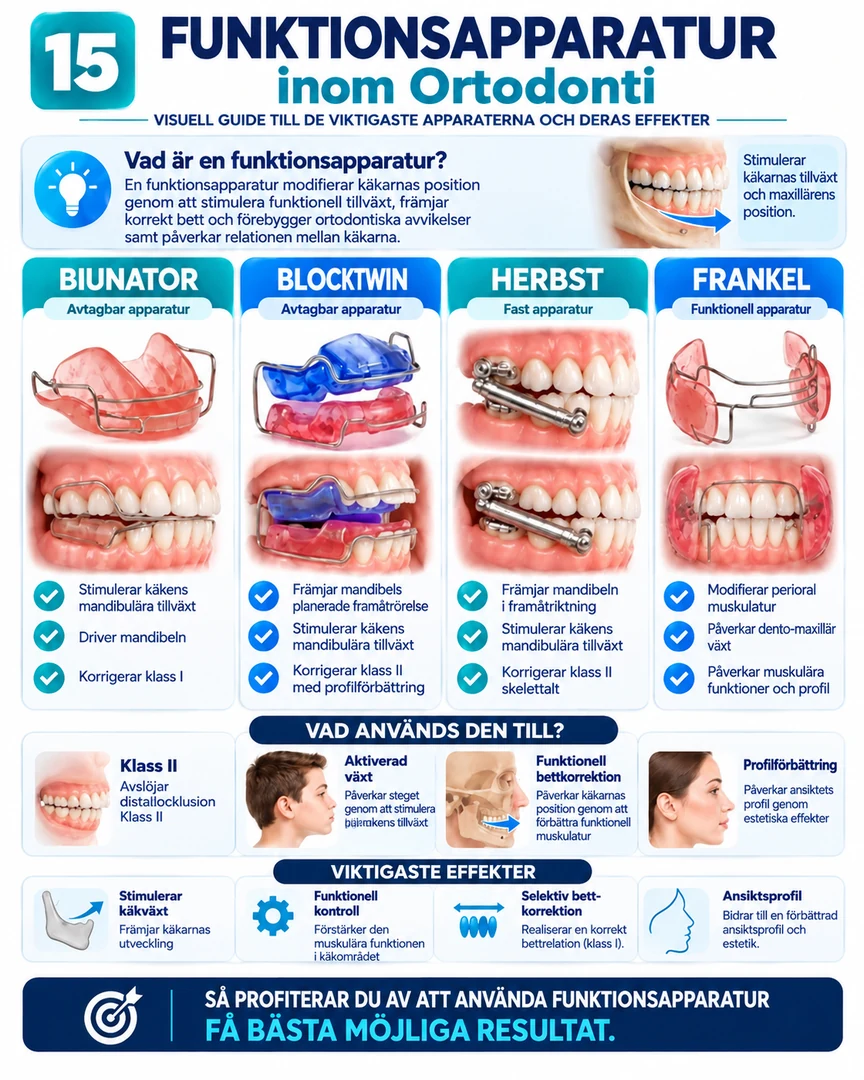 15
FUNKTIONSAPPARATUR
inom Ortodonti
VISUELL GUIDE TILL DE VIKTIGASTE APPARATERNA OCH DERAS EFFEKTER
Vad är en funktionsapparatur?
En funktionsapparatur modifierar käkarnas position
genom att stimulera funktionell tillväxt, främjar
korrekt bett och förebygger ortodontiska avvikelser
samt påverkar relationen mellan käkarna.
Stimulerar
käkarnas tillväxt
och maxillärens
position.
BIUNATOR
Avtagbar apparatur
Stimulerar käkens
mandibulära tillväxt
Driver mandibeln
Korrigerar klass I
BLOCKTWIN
Avtagbar apparatur
Främjar mandibels
planerade framåtrörelse
Stimulerar käkens
mandibulära tillväxt
Korrigerar klass II
med profilförbättring
HERBST
Fast apparatur
Främjar mandibeln
i framåtriktning
Stimulerar käkens
mandibulära tillväxt
Korrigerar klass II
skelettalt
FRANKEL
Funktionell apparatur
Modifierar perioral
muskulatur
Påverkar dento-maxillär
växt
Påverkar muskulära
funktioner och profil
VAD ANVÄNDS DEN TILL?
Klass II
Avslöjar
distallocklusion
Klass II
Aktiverad
växt
Påverkar steget
genom att stimulera
tillväxt
Funktionell
bettkorrektion
Påverkar käkarnas
position genom att
förbättra funktionell
muskulatur
Profilförbättring
Påverkar ansiktets
profil genom
estetiska effekter
VIKTIGASTE EFFEKTER
Stimulerar
käkväxt
Främjar käkarnas
utveckling
Funktionell
kontroll
Förstärker den
muskulära funktionen
i käkområdet
Selektiv bett-
korrektion
Realiserar en korrekt
bettrelation (klass I).
Ansiktsprofil
Bidrar till en förbättrad
ansiktsprofil och
estetik.
SÅ PROFITERAR DU AV ATT ANVÄNDA FUNKTIONSAPPARATUR
FÅ BÄSTA MÖJLIGA RESULTAT.